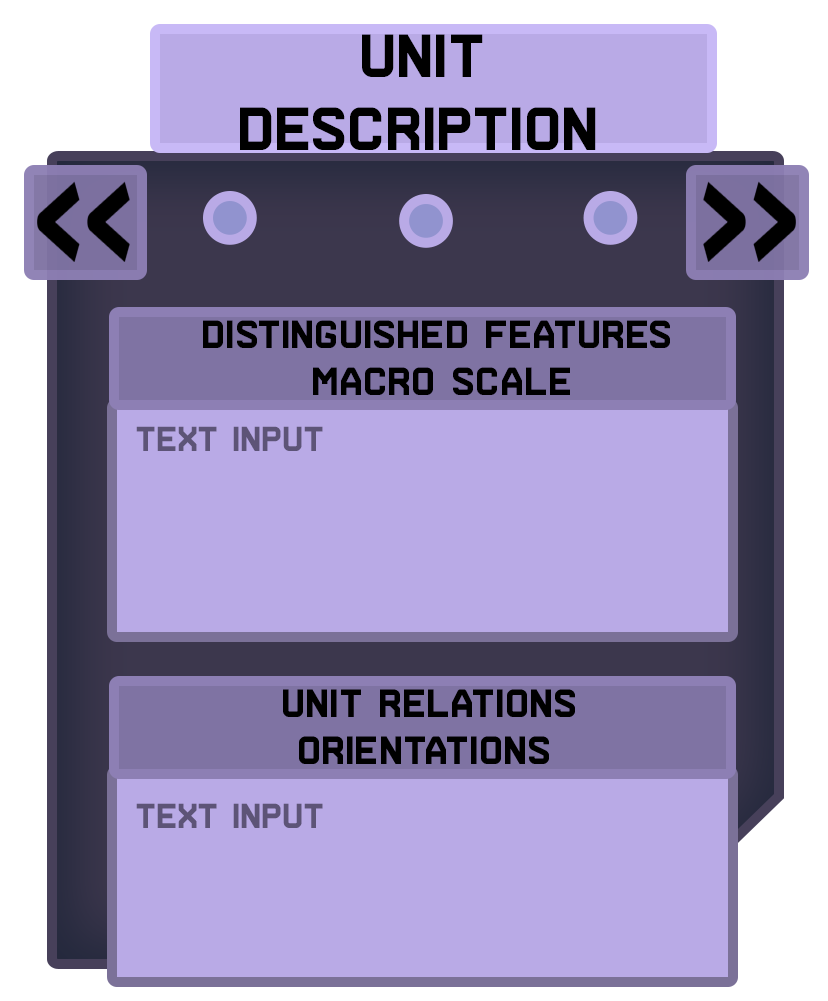 UNIT
DESCRIPTION
<< >>
DISTINGUISHED FEATURES
MACRO SCALE
TEXT INPUT
UNIT RELATIONS
ORIENTATIONS
TEXT INPUT